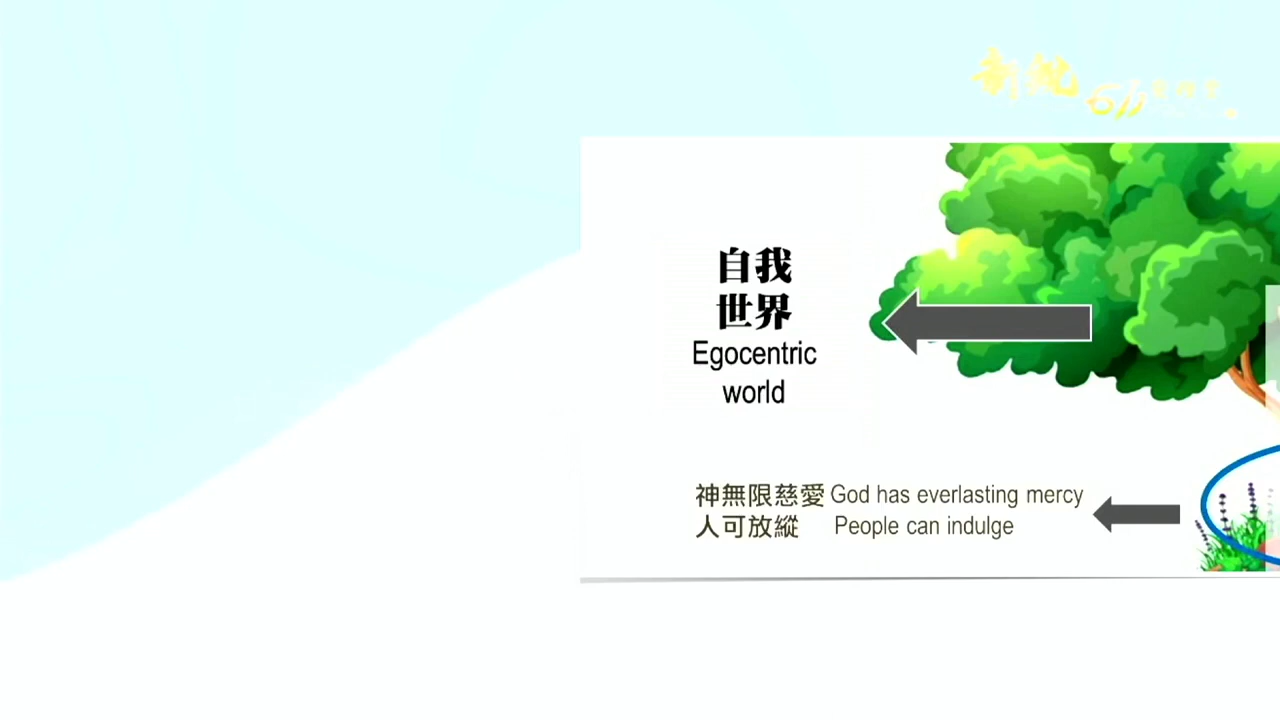 611
自我
世界
Egocentric
world
神無限慈愛 God has everlasting mercy
人可放縱 People can indulge